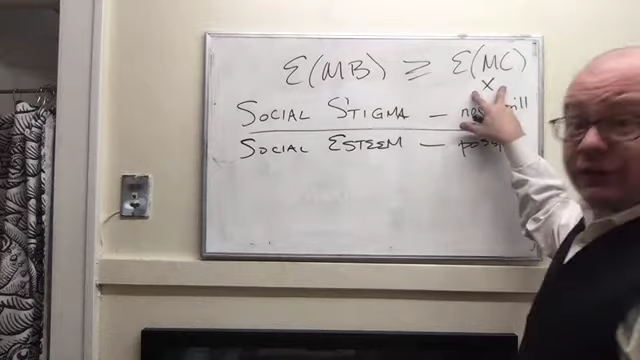 Ɛ(MB) ≥ Ɛ(MC)
X
SOCIAL STIGMA –
SOCIAL ESTEEM –